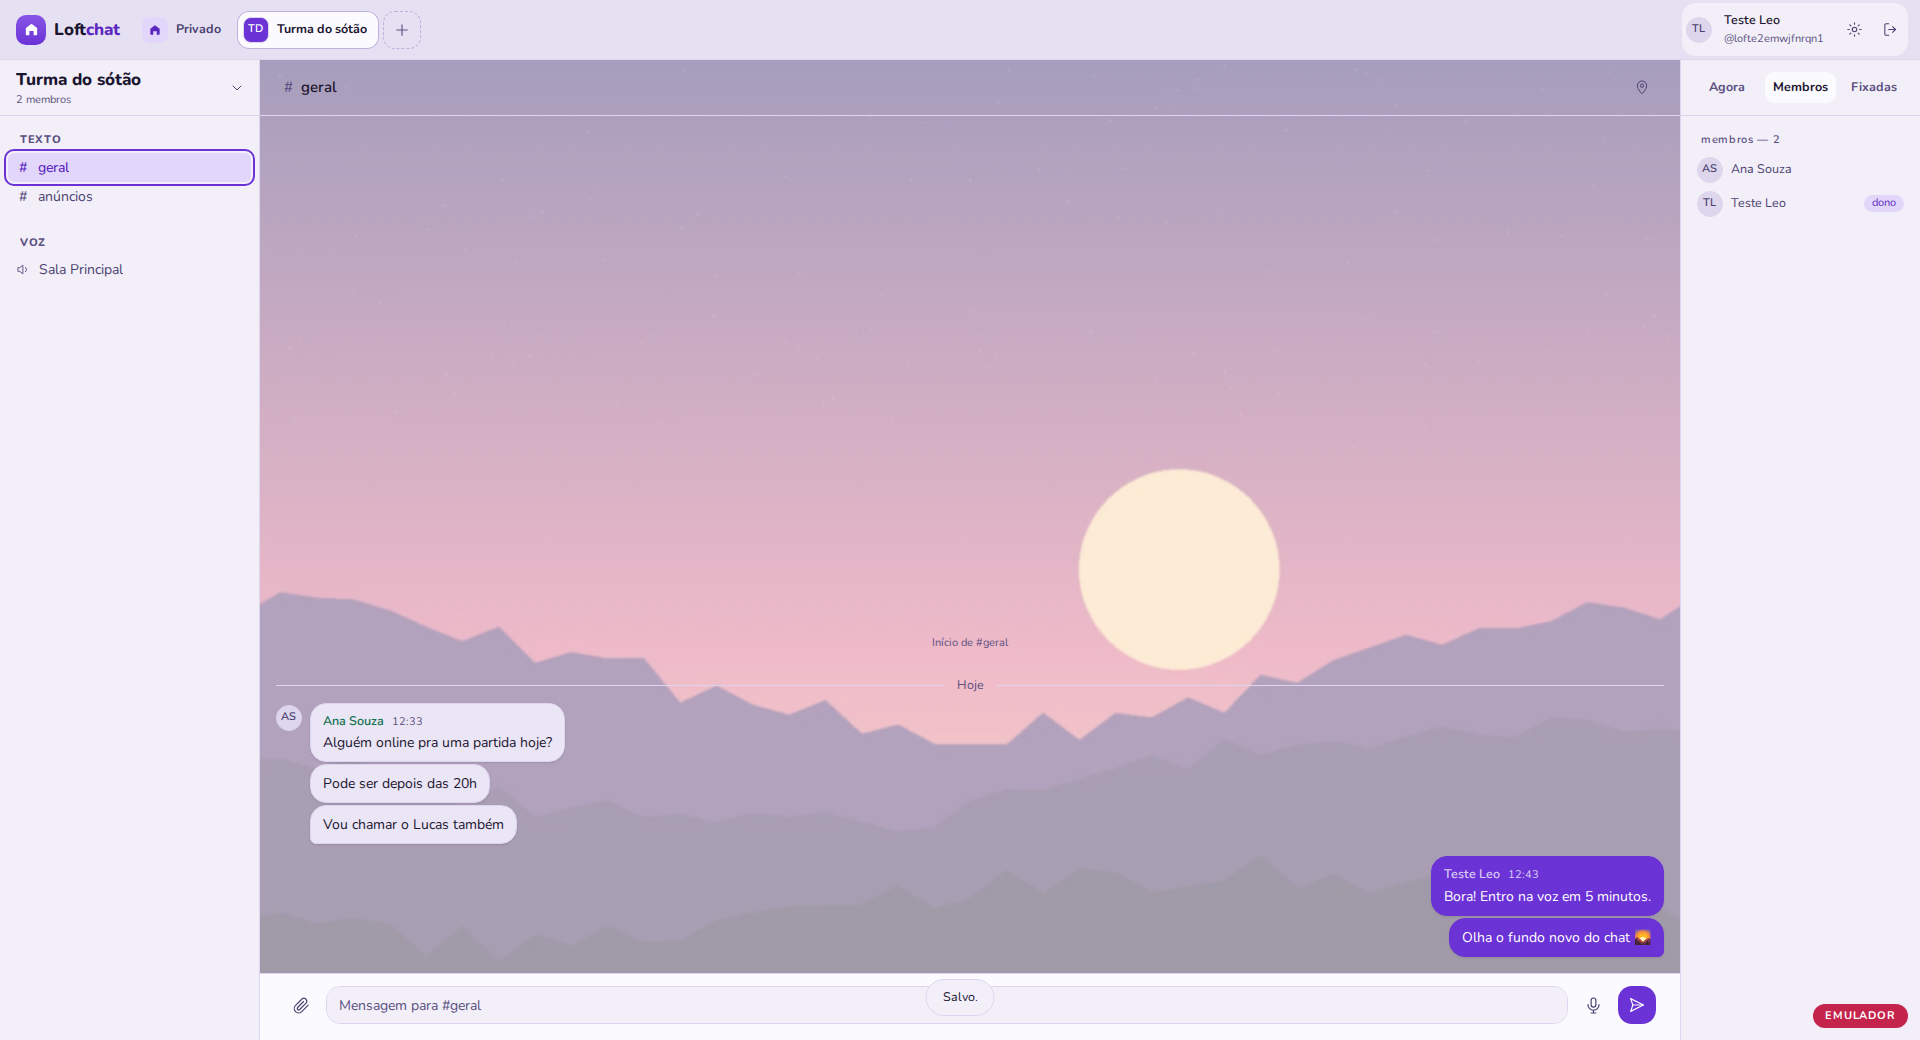 Loftchat
Privado
TD Turma do sótão
TL Teste Leo
@lofte2emwjfnrqn1
Turma do sótão
2 membros
TEXTO
# geral
# anúncios
VOZ
Sala Principal
# geral
Início de #geral
Hoje
AS Ana Souza 12:33
Alguém online pra uma partida hoje?
Pode ser depois das 20h
Vou chamar o Lucas também
Teste Leo 12:43
Bora! Entro na voz em 5 minutos.
Olha o fundo novo do chat 🌄
Mensagem para #geral
Salvo.
Agora Membros Fixadas
membros — 2
AS Ana Souza
TL Teste Leo dono
EMULADOR